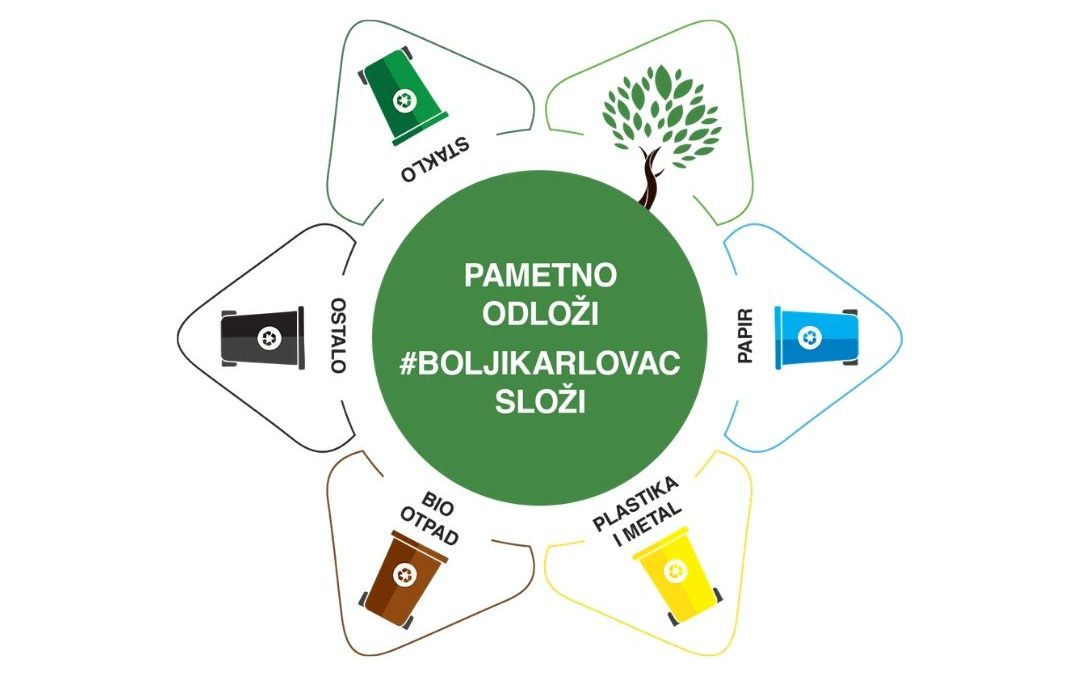 PAMETNO
ODLOŽI
#BOLJIKARLOVAC
SLOŽI
PAPIR
PLASTIKA
I METAL
BIO
OTPAD
OSTALO
STAKLO